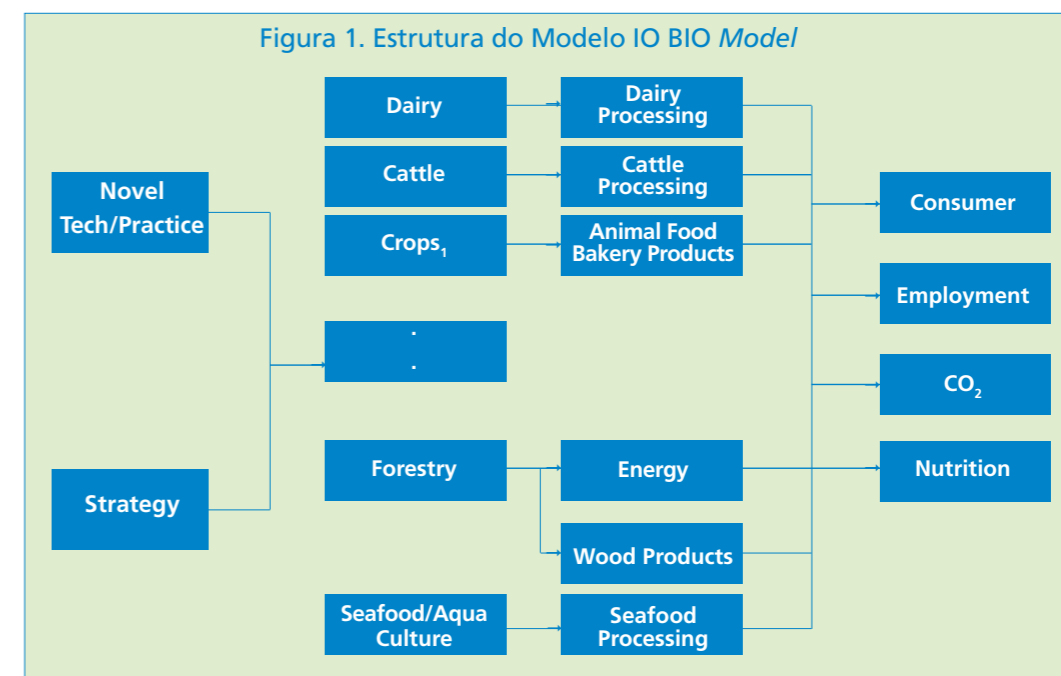 Figura 1. Estrutura do Modelo IO BIO Model
Novel
Tech/Practice
Strategy
Dairy
Cattle
Crops₁
.
.
Forestry
Seafood/Aqua
Culture
Dairy
Processing
Cattle
Processing
Animal Food
Bakery Products
Energy
Wood Products
Seafood
Processing
Consumer
Employment
CO₂
Nutrition